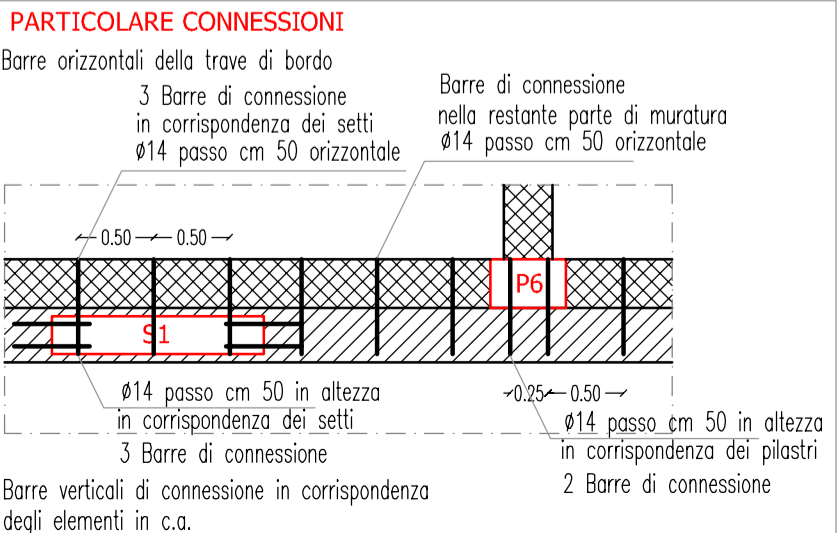 PARTICOLARE CONNESSIONI
Barre orizzontali della trave di bordo
3 Barre di connessione
in corrispondenza dei setti
Ø14 passo cm 50 orizzontale
Barre di connessione
nella restante parte di muratura
Ø14 passo cm 50 orizzontale
0.50
0.50
P6
S1
0.25
0.50
Ø14 passo cm 50 in altezza
in corrispondenza dei setti
3 Barre di connessione
Ø14 passo cm 50 in altezza
in corrispondenza dei pilastri
2 Barre di connessione
Barre verticali di connessione in corrispondenza
degli elementi in c.a.